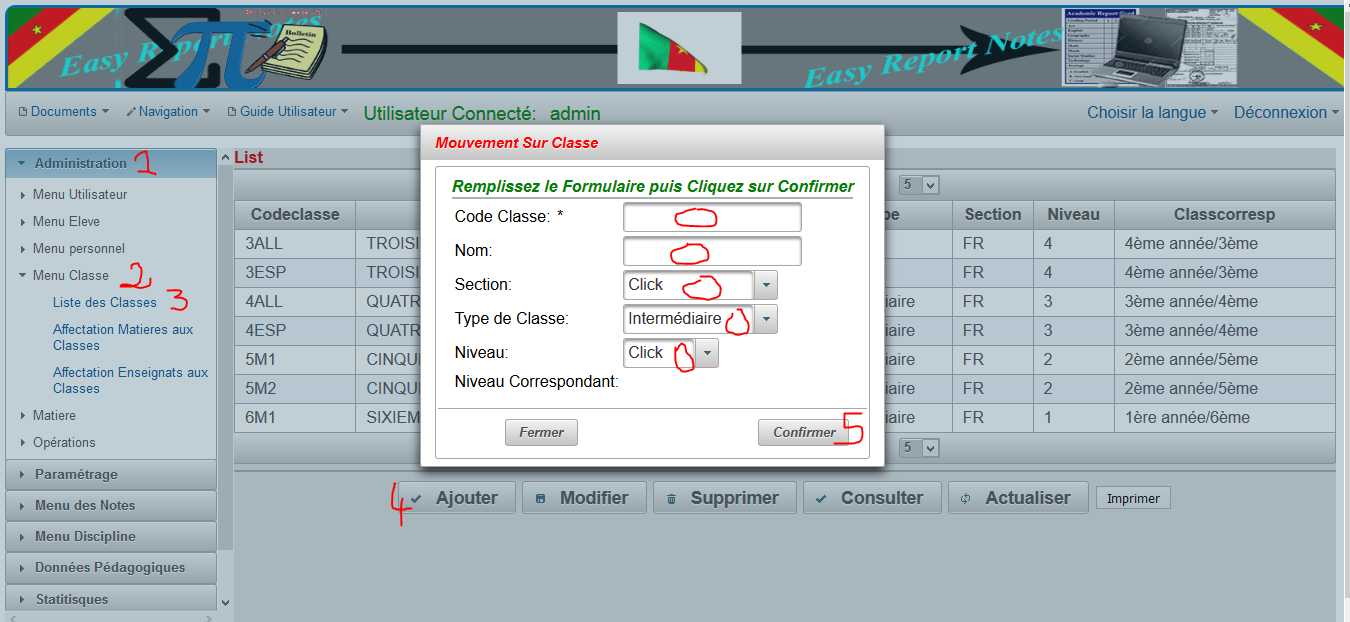 Easy Report Notes
Bulletin
Easy Report Notes
Academic Report Card
Documents
Navigation
Guide Utilisateur
Utilisateur Connecté: admin
Choisir la langue
Déconnexion
Administration 1
Menu Utilisateur
Menu Eleve
Menu personnel
Menu Classe 2
Liste des Classes 3
Affectation Matieres aux
Classes
Affectation Enseignats aux
Classes
Matiere
Opérations
Paramétrage
Menu des Notes
Menu Discipline
Données Pédagogiques
Statitisques
List
5
Codeclasse Section Niveau Classcorresp
3ALL TROISI FR 4 4ème année/3ème
3ESP TROISI FR 4 4ème année/3ème
4ALL QUATR iaire FR 3 3ème année/4ème
4ESP QUATR iaire FR 3 3ème année/4ème
5M1 CINQU iaire FR 2 2ème année/5ème
5M2 CINQU iaire FR 2 2ème année/5ème
6M1 SIXIEM iaire FR 1 1ère année/6ème
5
Mouvement Sur Classe
Remplissez le Formulaire puis Cliquez sur Confirmer
Code Classe: *
Nom:
Section: Click
Type de Classe: Intermédiaire
Niveau: Click
Niveau Correspondant:
Fermer
Confirmer 5
4 Ajouter
Modifier
Supprimer
Consulter
Actualiser
Imprimer